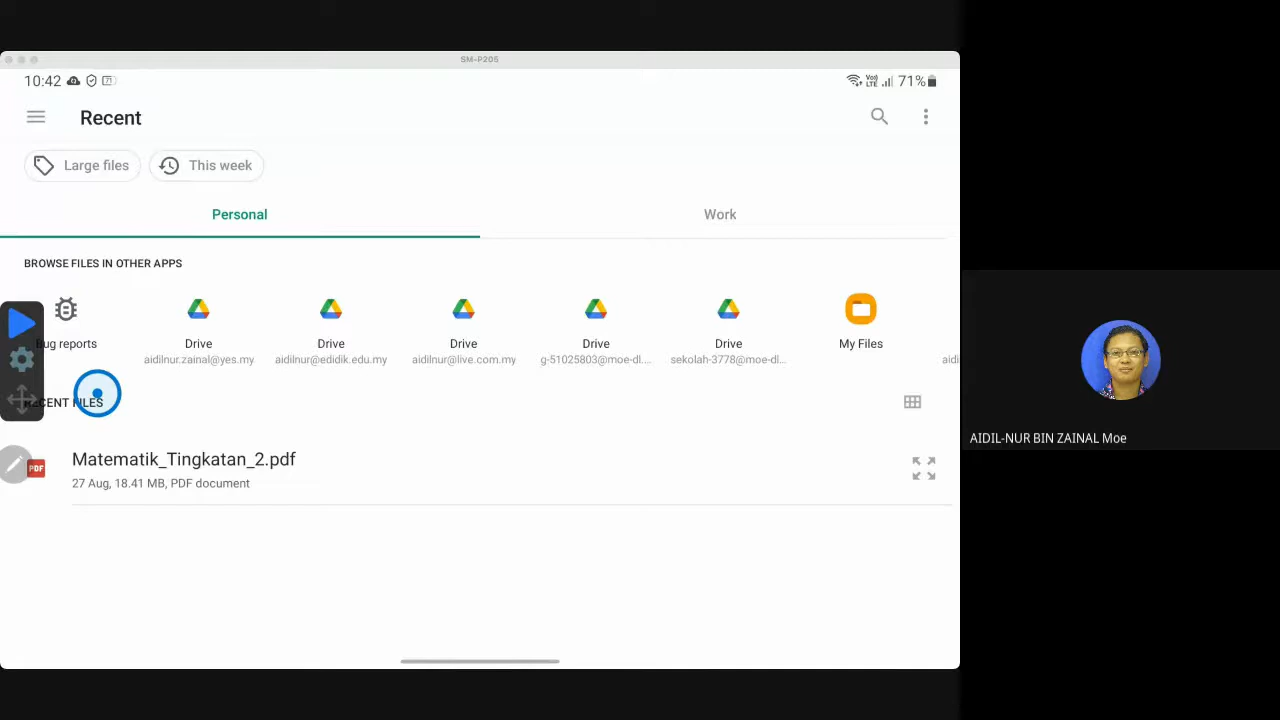 SM-P205
10:42
71%
Recent
Large files
This week
Personal
Work
BROWSE FILES IN OTHER APPS
Bug reports
Drive
aidilnur.zainal@yes.my
Drive
aidilnur@edidik.edu.my
Drive
aidilnur@live.com.my
Drive
g-51025803@moe-dl....
Drive
sekolah-3778@moe-dl...
My Files
aidi
RECENT FILES
PDF
Matematik_Tingkatan_2.pdf
27 Aug, 18.41 MB, PDF document
AIDIL-NUR BIN ZAINAL Moe